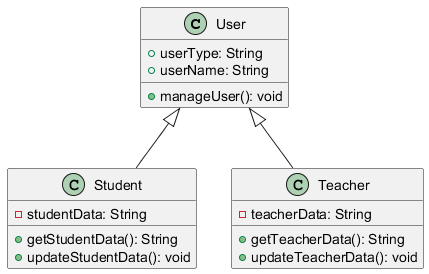 C User
userType: String
userName: String
manageUser(): void
C Student
studentData: String
getStudentData(): String
updateStudentData(): void
C Teacher
teacherData: String
getTeacherData(): String
updateTeacherData(): void